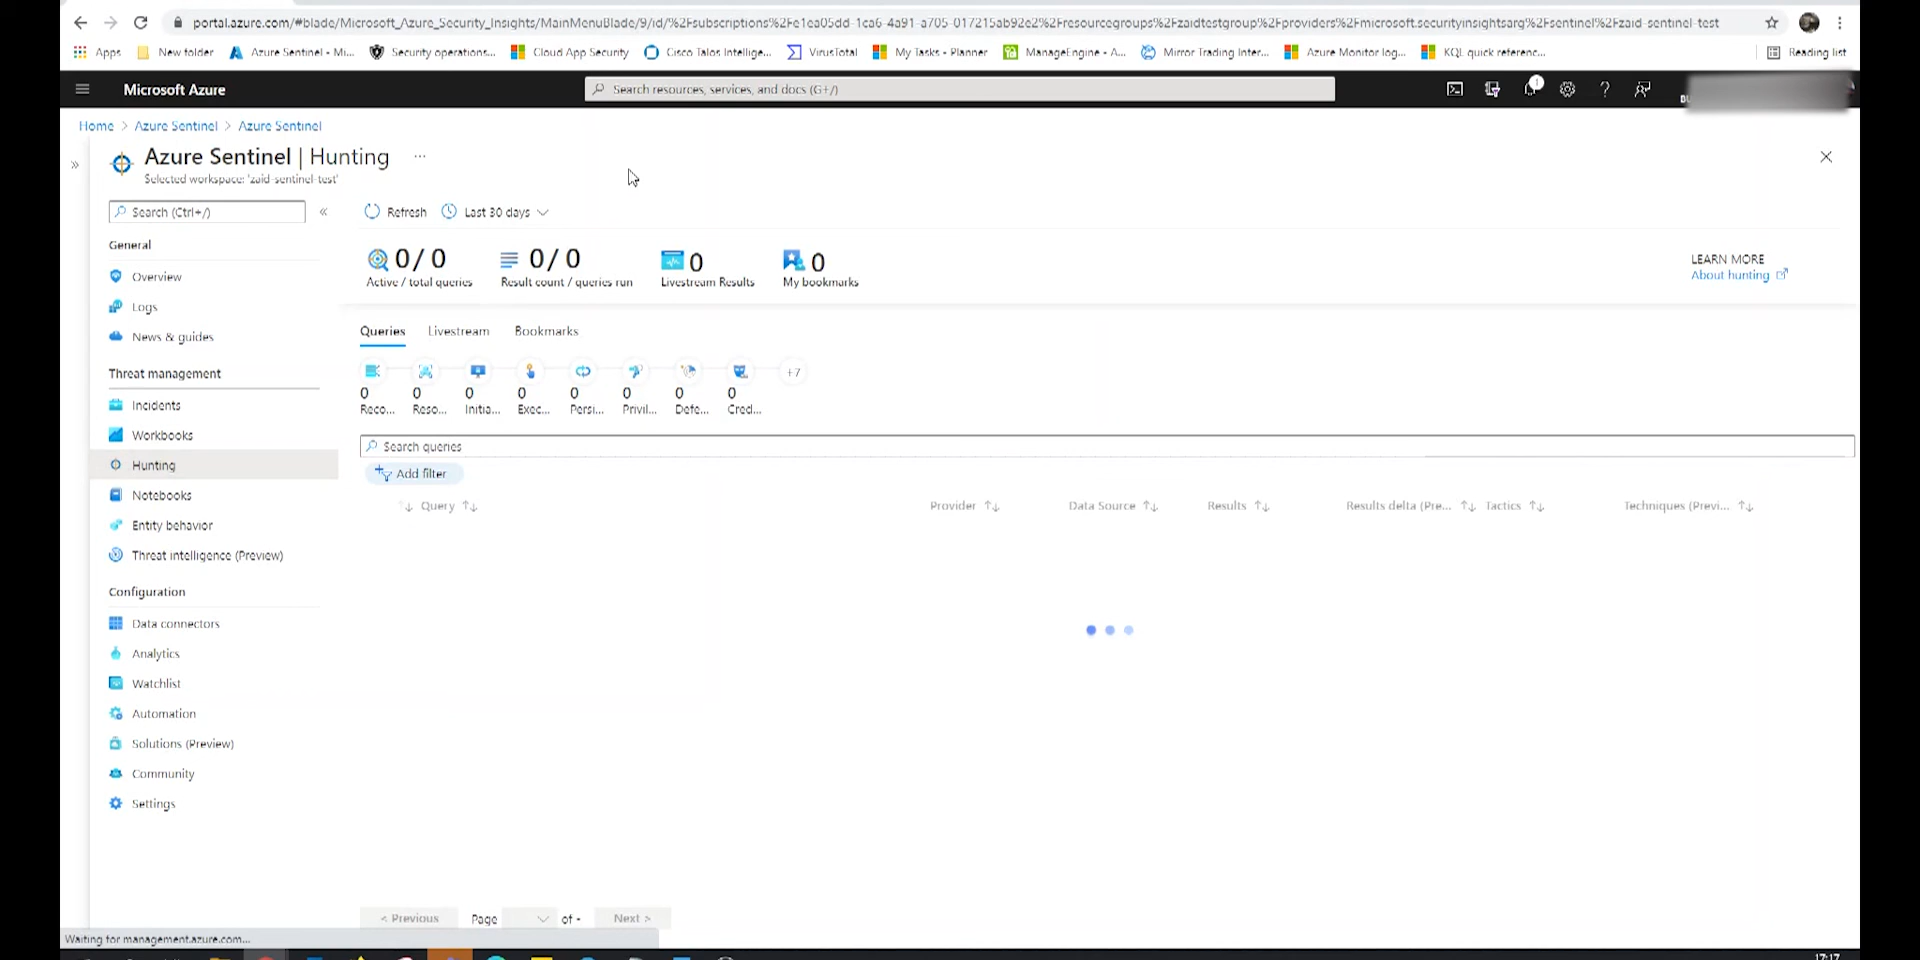 portal.azure.com/#blade/Microsoft_Azure_Security_Insights/MainMenuBlade/9/id/%2Fsubscriptions%2Fe1ea05dd-1ca6-4a91-a705-017215ab92e2%2Fresourcegroups%2Fzaidtestgroup%2Fproviders%2Fmicrosoft.securityinsightsarg%2Fsentinel%2Fzaid-sentinel-test
Apps New folder Azure Sentinel - Mi... Security operations... Cloud App Security Cisco Talos Intellige... VirusTotal My Tasks - Planner ManageEngine - A... Mirror Trading Inter... Azure Monitor log... KQL quick referenc... Reading list
Microsoft Azure Search resources, services, and docs (G+/)
Home > Azure Sentinel > Azure Sentinel
Azure Sentinel | Hunting ...
Selected workspace: 'zaid-sentinel-test'
Search (Ctrl+/) «
Refresh Last 30 days
General
Overview
Logs
News & guides
Threat management
Incidents
Workbooks
Hunting
Notebooks
Entity behavior
Threat intelligence (Preview)
Configuration
Data connectors
Analytics
Watchlist
Automation
Solutions (Preview)
Community
Settings
0 / 0 0 / 0 0 0
Active / total queries Result count / queries run Livestream Results My bookmarks
LEARN MORE
About hunting
Queries Livestream Bookmarks
+7
0 0 0 0 0 0 0 0
Reco... Reso... Initia... Exec... Persi... Privil... Defe... Cred...
Search queries
Add filter
Query Provider Data Source Results Results delta (Pre... Tactics Techniques (Previ...
< Previous Page of - Next >
Waiting for management.azure.com...
17:17